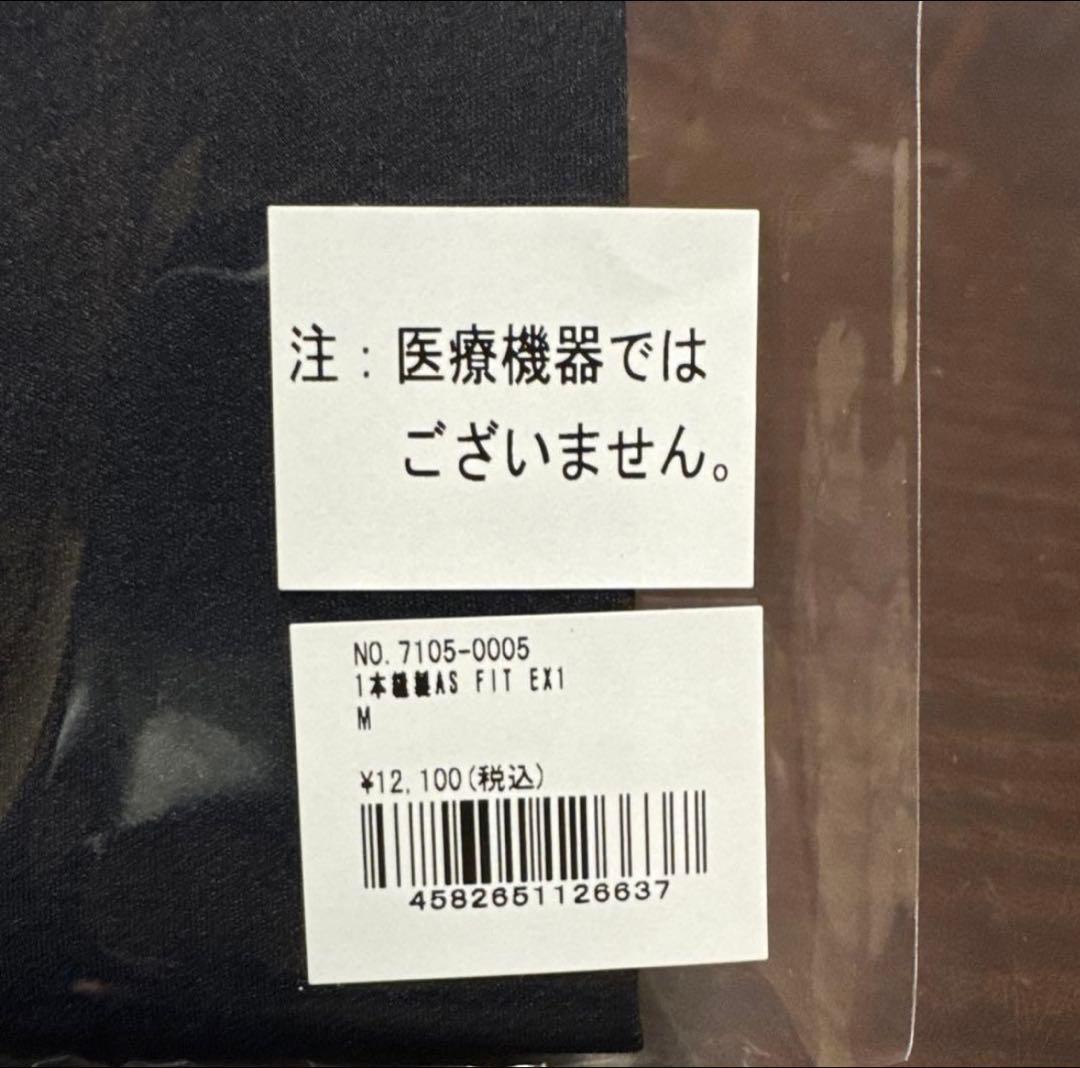 注：医療機器では
ございません。
NO.7105-0005
1本縫製AS FIT EX1
M
¥12,100(税込)
4582651126637